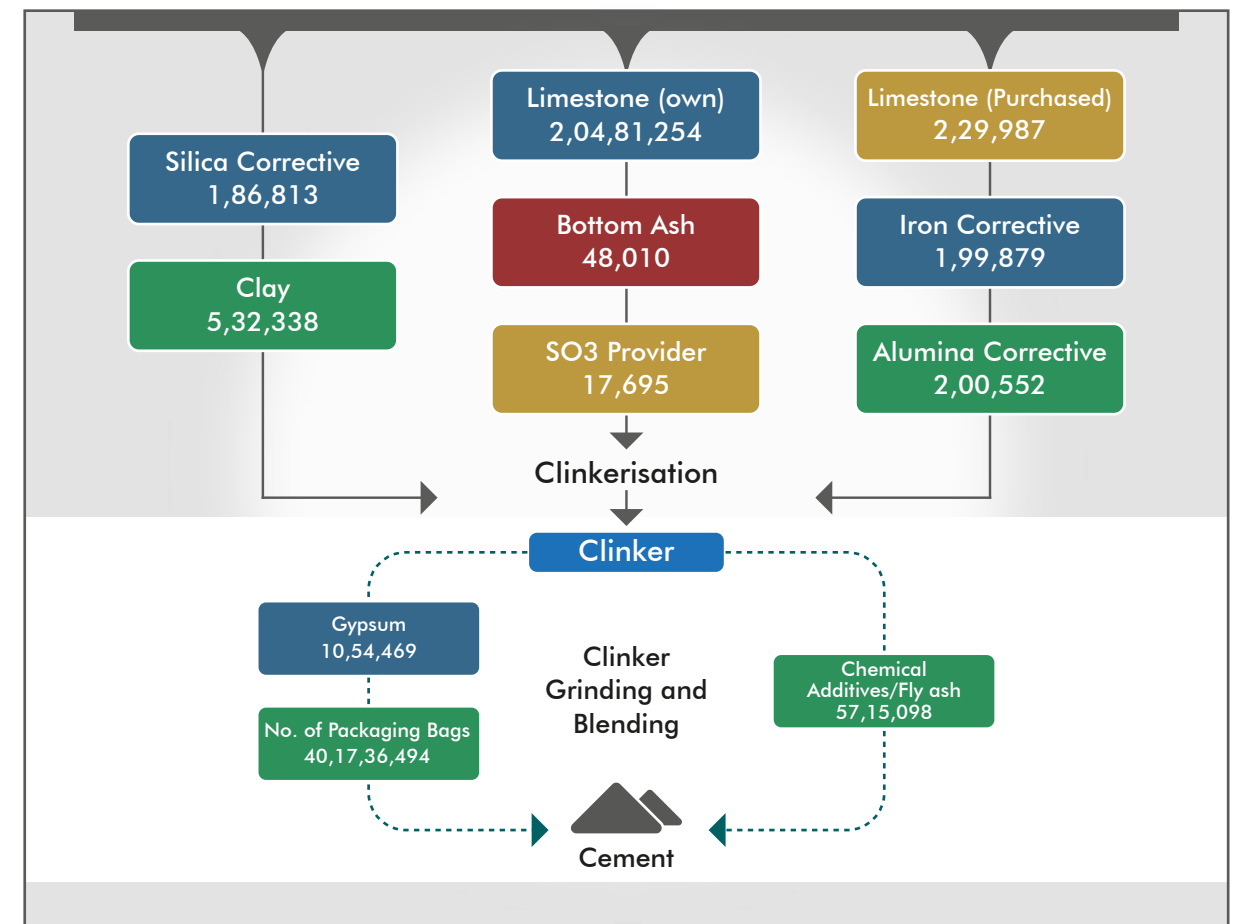 Silica Corrective
1,86,813
Clay
5,32,338
Limestone (own)
2,04,81,254
Bottom Ash
48,010
SO3 Provider
17,695
Limestone (Purchased)
2,29,987
Iron Corrective
1,99,879
Alumina Corrective
2,00,552
Clinkerisation
Clinker
Gypsum
10,54,469
No. of Packaging Bags
40,17,36,494
Clinker
Grinding and
Blending
Chemical
Additives/Fly ash
57,15,098
Cement